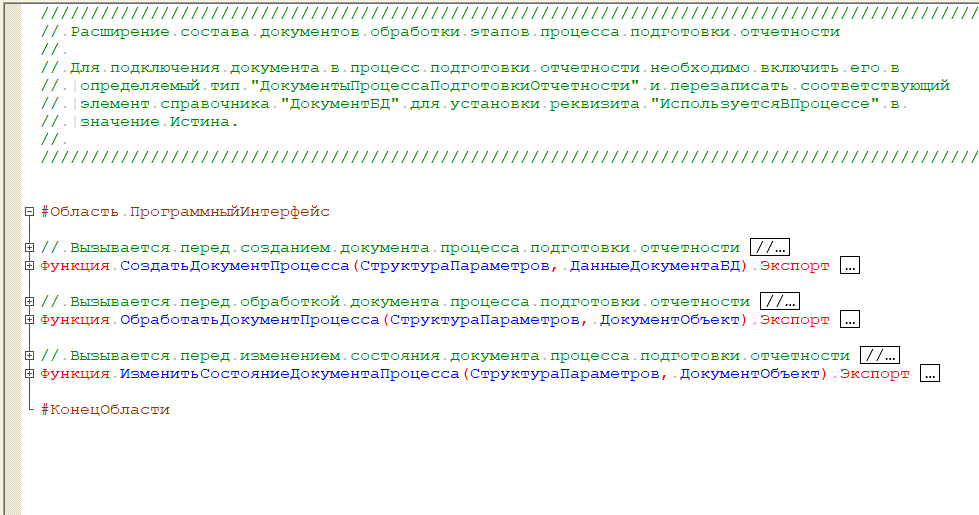 ////////////////////////////////////////////////////////////////////////////////////////////////
// Расширение состава документов обработки этапов процесса подготовки отчетности
//
// Для подключения документа в процесс подготовки отчетности необходимо включить его в
// определяемый тип "ДокументыПроцессаПодготовкиОтчетности" и перезаписать соответствующий
// элемент справочника "ДокументБД" для установки реквизита "ИспользуетсяВПроцессе" в
// значение Истина.
//
////////////////////////////////////////////////////////////////////////////////////////////////
#Область ПрограммныйИнтерфейс
// Вызывается перед созданием документа процесса подготовки отчетности //…
Функция СоздатьДокументПроцесса(СтруктураПараметров, ДанныеДокументаБД) Экспорт …
// Вызывается перед обработкой документа процесса подготовки отчетности //…
Функция ОбработатьДокументПроцесса(СтруктураПараметров, ДокументОбъект) Экспорт …
// Вызывается перед изменением состояния документа процесса подготовки отчетности //…
Функция ИзменитьСостояниеДокументаПроцесса(СтруктураПараметров, ДокументОбъект) Экспорт …
#КонецОбласти